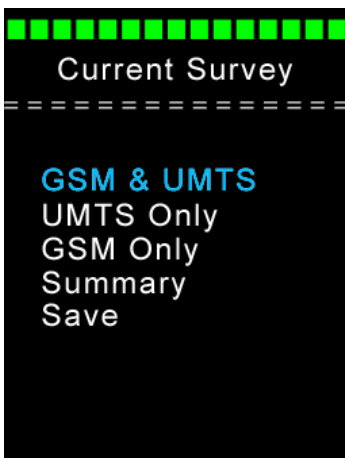 Current Survey
===================
GSM & UMTS
UMTS Only
GSM Only
Summary
Save